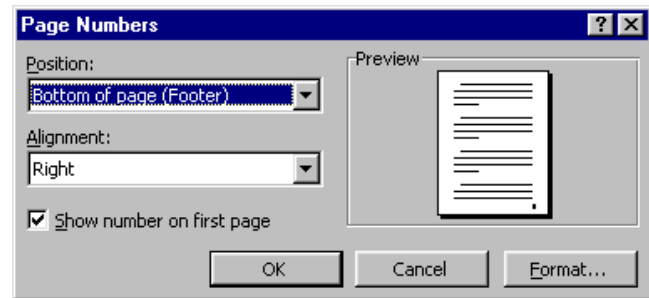 Page Numbers
Position:
Preview
Bottom of page (Footer)
Alignment:
Right
Show number on first page
OK
Cancel
Format...